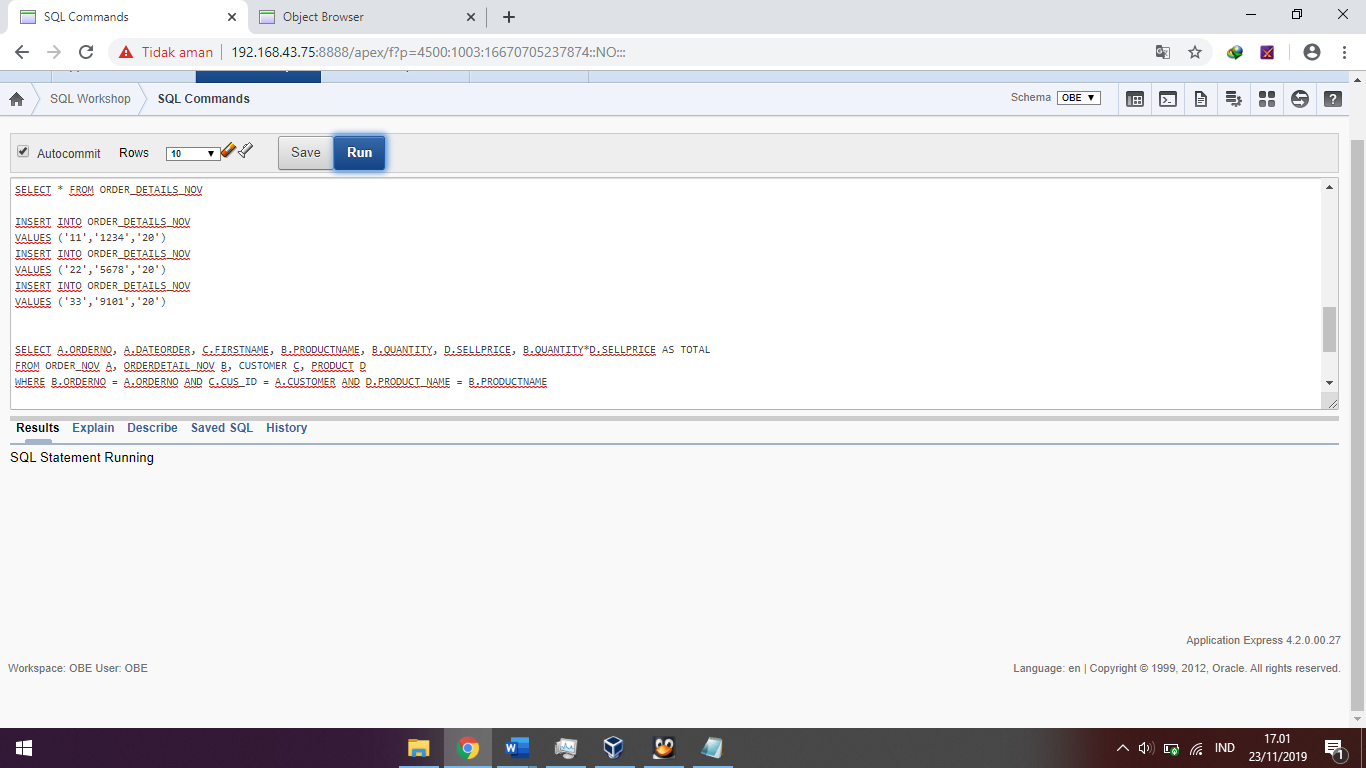 SQL Commands
Object Browser
Tidak aman
192.168.43.75:8888/apex/f?p=4500:1003:16670705237874::NO:::
SQL Workshop
SQL Commands
Schema
OBE
Autocommit
Rows
10
Save
Run
SELECT * FROM ORDER_DETAILS_NOV
INSERT INTO ORDER_DETAILS_NOV
VALUES ('11','1234','20')
INSERT INTO ORDER_DETAILS_NOV
VALUES ('22','5678','20')
INSERT INTO ORDER_DETAILS_NOV
VALUES ('33','9101','20')
SELECT A.ORDERNO, A.DATEORDER, C.FIRSTNAME, B.PRODUCTNAME, B.QUANTITY, D.SELLPRICE, B.QUANTITY*D.SELLPRICE AS TOTAL
FROM ORDER_NOV A, ORDERDETAIL_NOV B, CUSTOMER C, PRODUCT D
WHERE B.ORDERNO = A.ORDERNO AND C.CUS_ID = A.CUSTOMER AND D.PRODUCT_NAME = B.PRODUCTNAME
Results Explain Describe Saved SQL History
SQL Statement Running
Application Express 4.2.0.00.27
Workspace: OBE User: OBE
Language: en | Copyright © 1999, 2012, Oracle. All rights reserved.
IND
17.01
23/11/2019
1